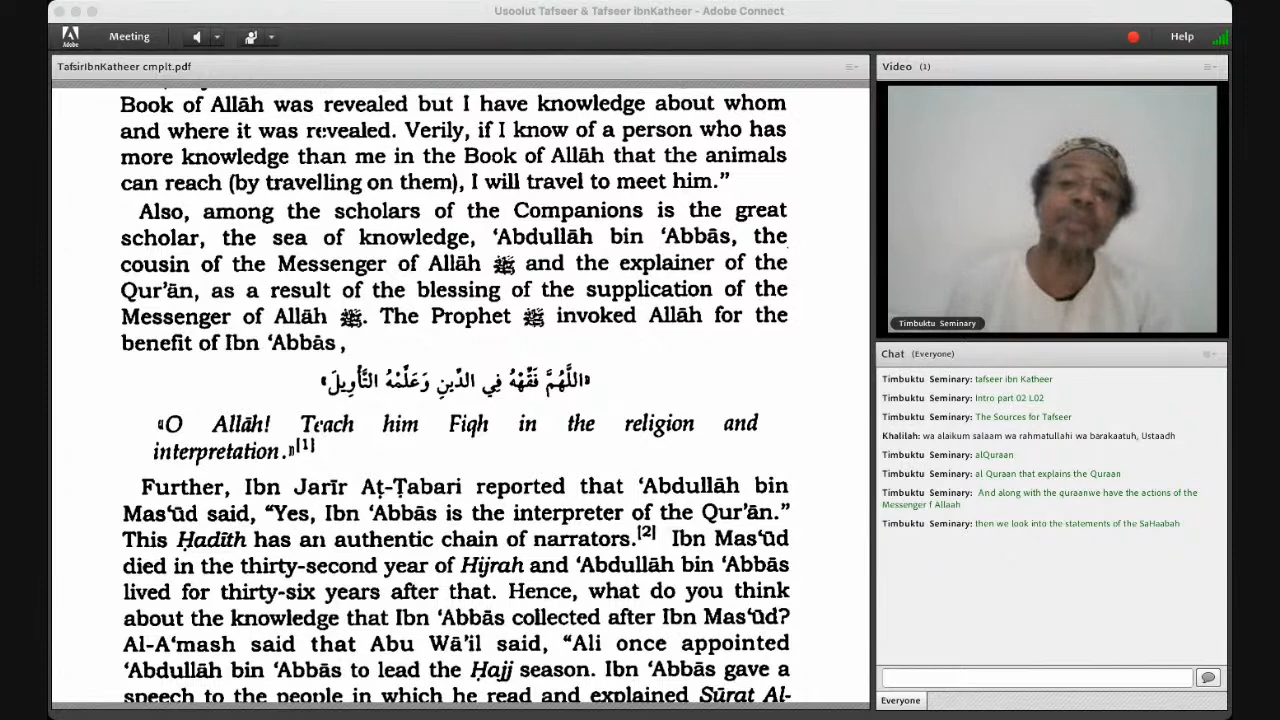 Usoolut Tafseer & Tafseer ibnKatheer - Adobe Connect
Adobe
Meeting
Help
TafsirIbnKatheer cmplt.pdf
Book of Allāh was revealed but I have knowledge about whom
and where it was revealed. Verily, if I know of a person who has
more knowledge than me in the Book of Allāh that the animals
can reach (by travelling on them), I will travel to meet him.”
Also, among the scholars of the Companions is the great
scholar, the sea of knowledge, ‘Abdullāh bin ‘Abbās, the
cousin of the Messenger of Allāh ﷺ and the explainer of the
Qur’ān, as a result of the blessing of the supplication of the
Messenger of Allāh ﷺ. The Prophet ﷺ invoked Allāh for the
benefit of Ibn ‘Abbās,
«اللَّهُمَّ فَقِّهْهُ فِي الدِّينِ وَعَلِّمْهُ التَّأْوِيلَ»
«O Allāh! Teach him Fiqh in the religion and
interpretation.»[1]
Further, Ibn Jarīr Aṭ-Ṭabari reported that ‘Abdullāh bin
Mas‘ūd said, “Yes, Ibn ‘Abbās is the interpreter of the Qur’ān.”
This Ḥadīth has an authentic chain of narrators.[2] Ibn Mas‘ūd
died in the thirty-second year of Hijrah and ‘Abdullāh bin ‘Abbās
lived for thirty-six years after that. Hence, what do you think
about the knowledge that Ibn ‘Abbās collected after Ibn Mas‘ūd?
Al-A‘mash said that Abu Wā’il said, “Ali once appointed
‘Abdullāh bin ‘Abbās to lead the Ḥajj season. Ibn ‘Abbās gave a
speech to the people in which he read and explained Sūrat Al-
Video (1)
Timbuktu Seminary
Chat (Everyone)
Timbuktu Seminary: tafseer ibn Katheer
Timbuktu Seminary: Intro part 02 L02
Timbuktu Seminary: The Sources for Tafseer
Khalilah: wa alaikum salaam wa rahmatullahi wa barakaatuh, Ustaadh
Timbuktu Seminary: alQuraan
Timbuktu Seminary: al Quraan that explains the Quraan
Timbuktu Seminary: And along with the quraanwe have the actions of the
Messenger f Allaah
Timbuktu Seminary: then we look into the statements of the SaHaabah
Everyone